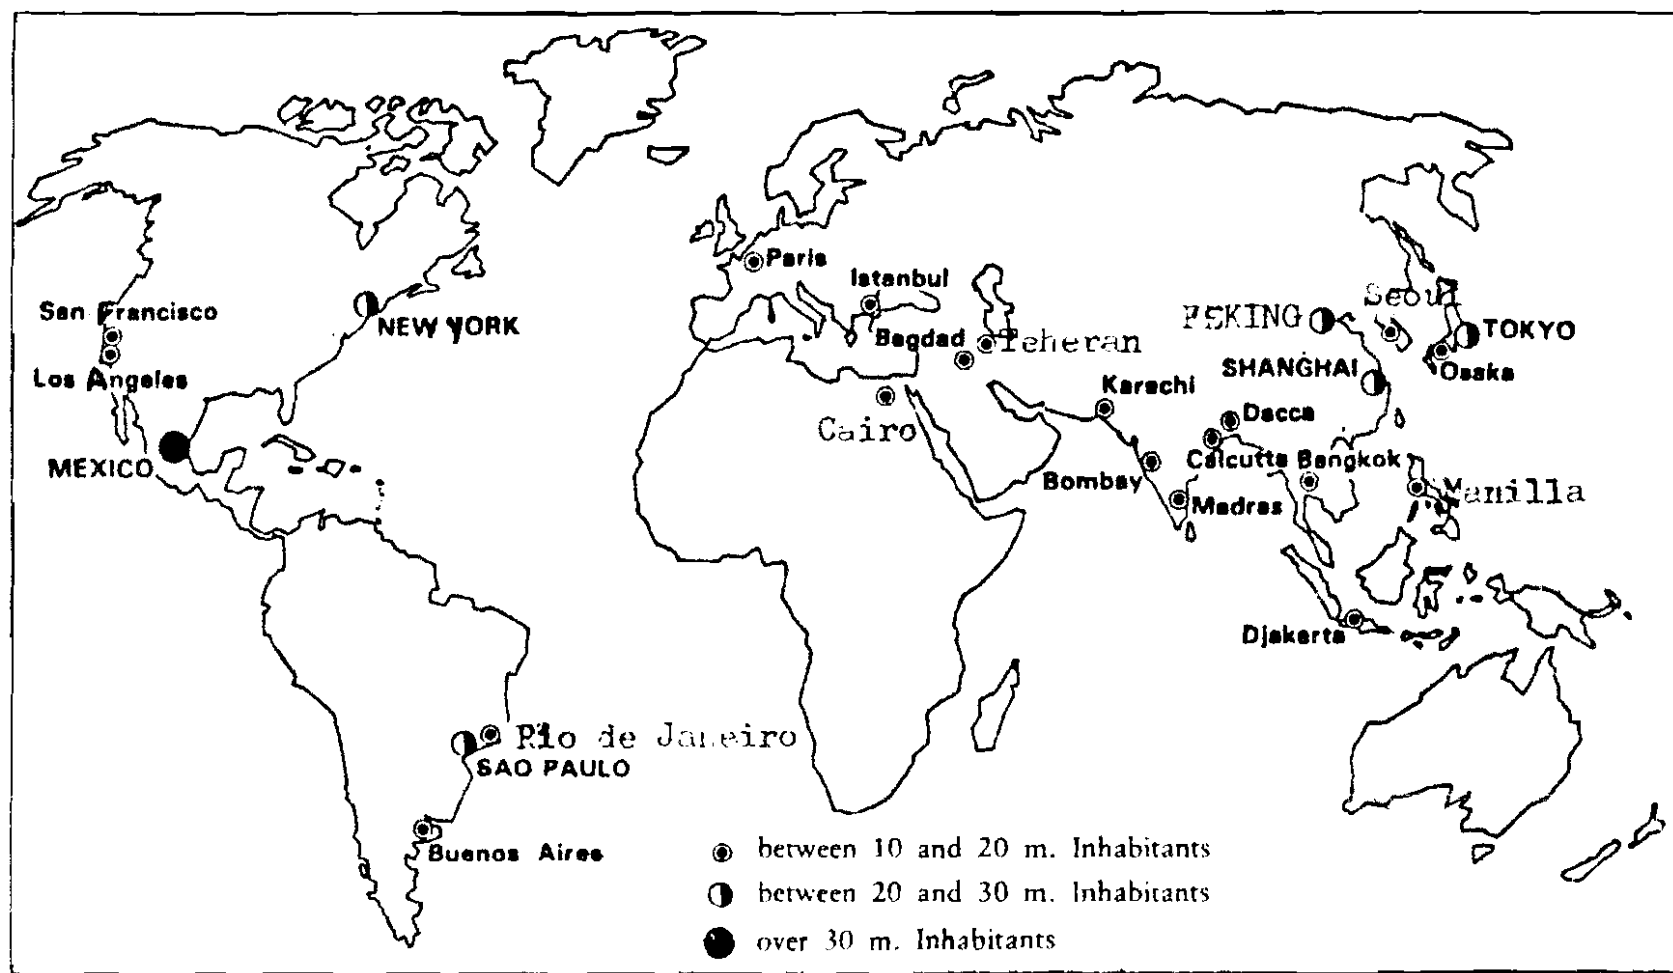 Paris
Istanbul
San Francisco
NEW YORK
Seoul
PEKING
TOKYO
Bagdad
Teheran
SHANGHAI
Osaka
Los Angeles
Karachi
Cairo
Dacca
MEXICO
Calcutta
Bangkok
Bombay
Manilla
Madras
Djakarta
Rio de Janeiro
SAO PAULO
Buenos Aires
between 10 and 20 m. Inhabitants
between 20 and 30 m. Inhabitants
over 30 m. Inhabitants